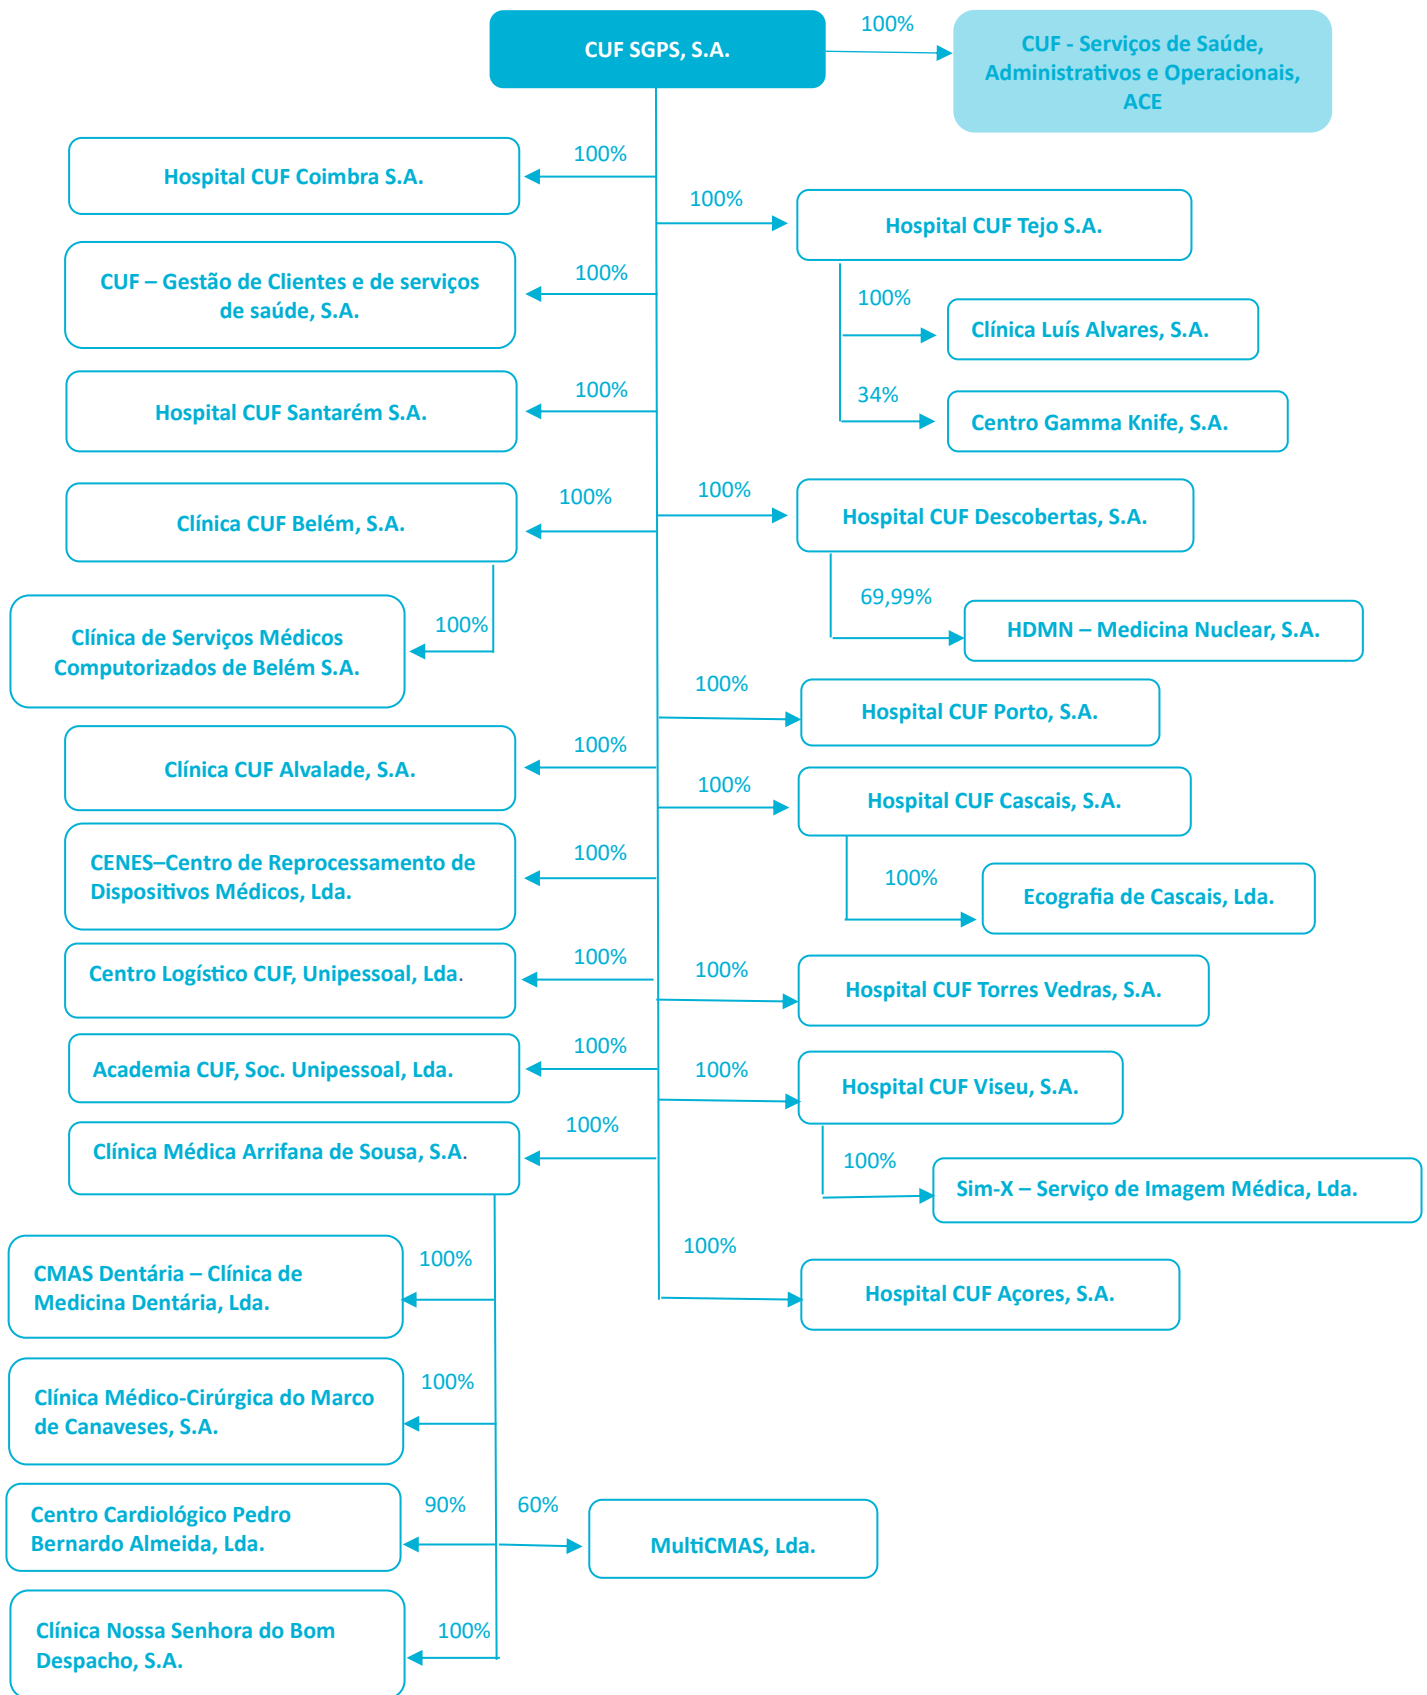 CUF SGPS, S.A.
100%
CUF - Serviços de Saúde,
Administrativos e Operacionais,
ACE
100%
Hospital CUF Coimbra S.A.
100%
Hospital CUF Tejo S.A.
100%
CUF – Gestão de Clientes e de serviços
de saúde, S.A.
100%
Clínica Luís Alvares, S.A.
100%
Hospital CUF Santarém S.A.
34%
Centro Gamma Knife, S.A.
100%
Clínica CUF Belém, S.A.
100%
Hospital CUF Descobertas, S.A.
100%
Clínica de Serviços Médicos
Computorizados de Belém S.A.
69,99%
HDMN – Medicina Nuclear, S.A.
100%
Hospital CUF Porto, S.A.
100%
Clínica CUF Alvalade, S.A.
100%
Hospital CUF Cascais, S.A.
100%
CENES–Centro de Reprocessamento de
Dispositivos Médicos, Lda.
100%
Ecografia de Cascais, Lda.
100%
Centro Logístico CUF, Unipessoal, Lda.
100%
Hospital CUF Torres Vedras, S.A.
100%
Academia CUF, Soc. Unipessoal, Lda.
100%
Hospital CUF Viseu, S.A.
100%
Clínica Médica Arrifana de Sousa, S.A.
100%
Sim-X – Serviço de Imagem Médica, Lda.
100%
Hospital CUF Açores, S.A.
100%
CMAS Dentária – Clínica de
Medicina Dentária, Lda.
100%
Clínica Médico-Cirúrgica do Marco
de Canaveses, S.A.
90%
Centro Cardiológico Pedro
Bernardo Almeida, Lda.
60%
MultiCMAS, Lda.
100%
Clínica Nossa Senhora do Bom
Despacho, S.A.